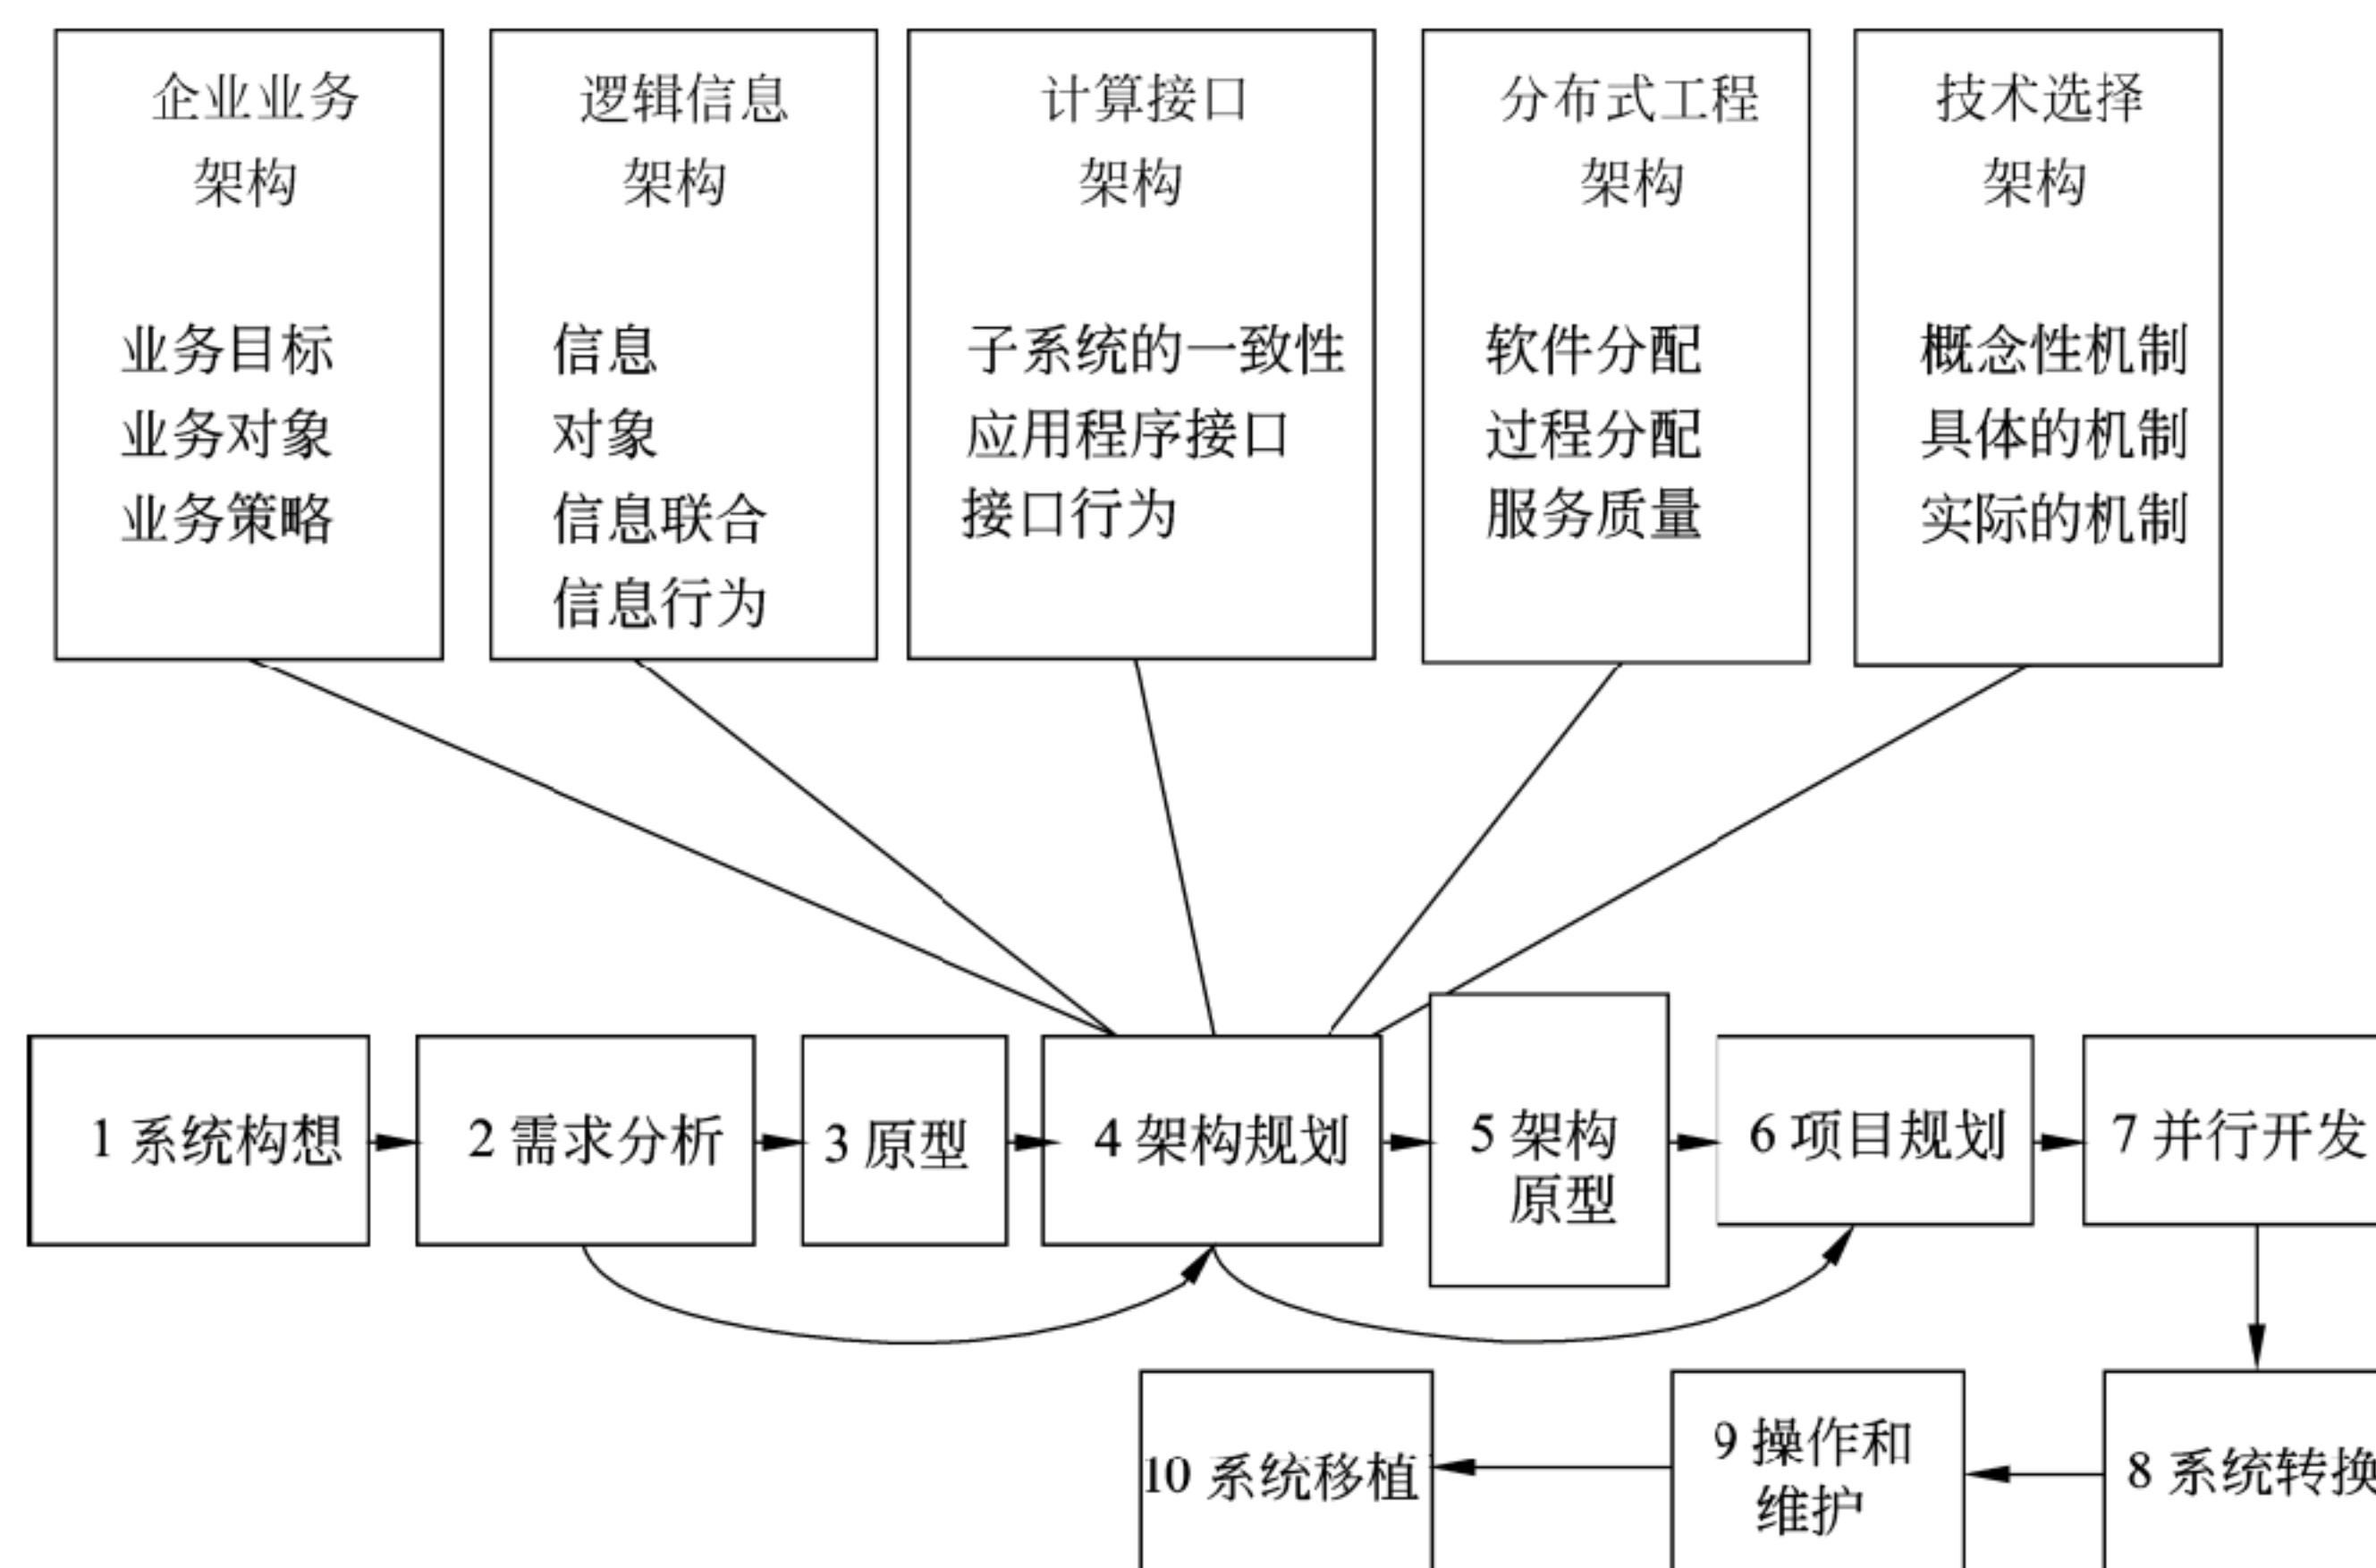 企业业务
架构
业务目标
业务对象
业务策略
逻辑信息
架构
信息
对象
信息联合
信息行为
计算接口
架构
子系统的一致性
应用程序接口
接口行为
分布式工程
架构
软件分配
过程分配
服务质量
技术选择
架构
概念性机制
具体的机制
实际的机制
1 系统构想
2 需求分析
3 原型
4 架构规划
5 架构
原型
6 项目规划
7 并行开发
10 系统移植
9 操作和
维护
8 系统转换